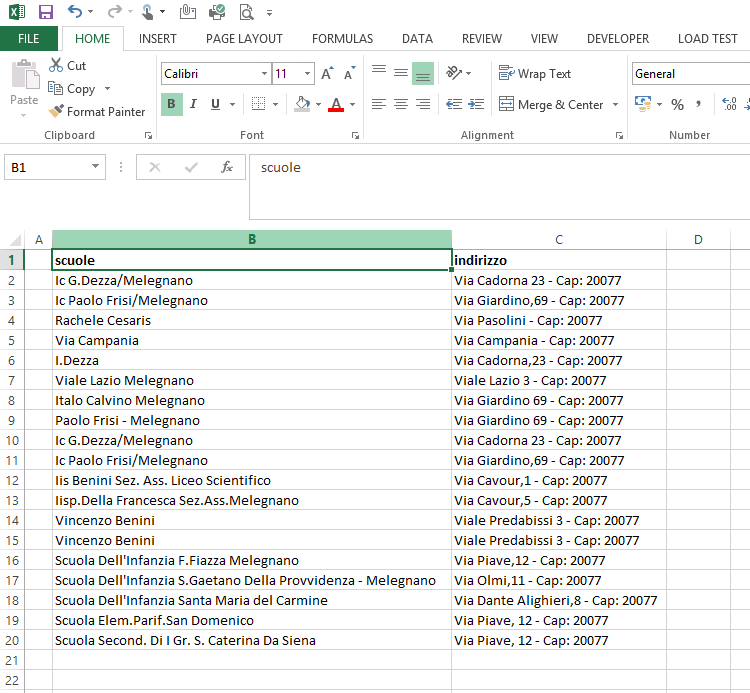 FILE HOME INSERT PAGE LAYOUT FORMULAS DATA REVIEW VIEW DEVELOPER LOAD TEST
Paste
Cut
Copy
Format Painter
Clipboard
Calibri 11
B I U
Font
Wrap Text
Merge & Center
Alignment
General
%
Number
B1 fx scuole
A B C D
1 scuole indirizzo
2 Ic G.Dezza/Melegnano Via Cadorna 23 - Cap: 20077
3 Ic Paolo Frisi/Melegnano Via Giardino,69 - Cap: 20077
4 Rachele Cesaris Via Pasolini - Cap: 20077
5 Via Campania Via Campania - Cap: 20077
6 I.Dezza Via Cadorna,23 - Cap: 20077
7 Viale Lazio Melegnano Viale Lazio 3 - Cap: 20077
8 Italo Calvino Melegnano Via Giardino 69 - Cap: 20077
9 Paolo Frisi - Melegnano Via Giardino 69 - Cap: 20077
10 Ic G.Dezza/Melegnano Via Cadorna 23 - Cap: 20077
11 Ic Paolo Frisi/Melegnano Via Giardino,69 - Cap: 20077
12 Iis Benini Sez. Ass. Liceo Scientifico Via Cavour,1 - Cap: 20077
13 Iisp.Della Francesca Sez.Ass.Melegnano Via Cavour,5 - Cap: 20077
14 Vincenzo Benini Viale Predabissi 3 - Cap: 20077
15 Vincenzo Benini Viale Predabissi 3 - Cap: 20077
16 Scuola Dell'Infanzia F.Fiazza Melegnano Via Piave,12 - Cap: 20077
17 Scuola Dell'Infanzia S.Gaetano Della Provvidenza - Melegnano Via Olmi,11 - Cap: 20077
18 Scuola Dell'Infanzia Santa Maria del Carmine Via Dante Alighieri,8 - Cap: 20077
19 Scuola Elem.Parif.San Domenico Via Piave, 12 - Cap: 20077
20 Scuola Second. Di I Gr. S. Caterina Da Siena Via Piave, 12 - Cap: 20077
21
22